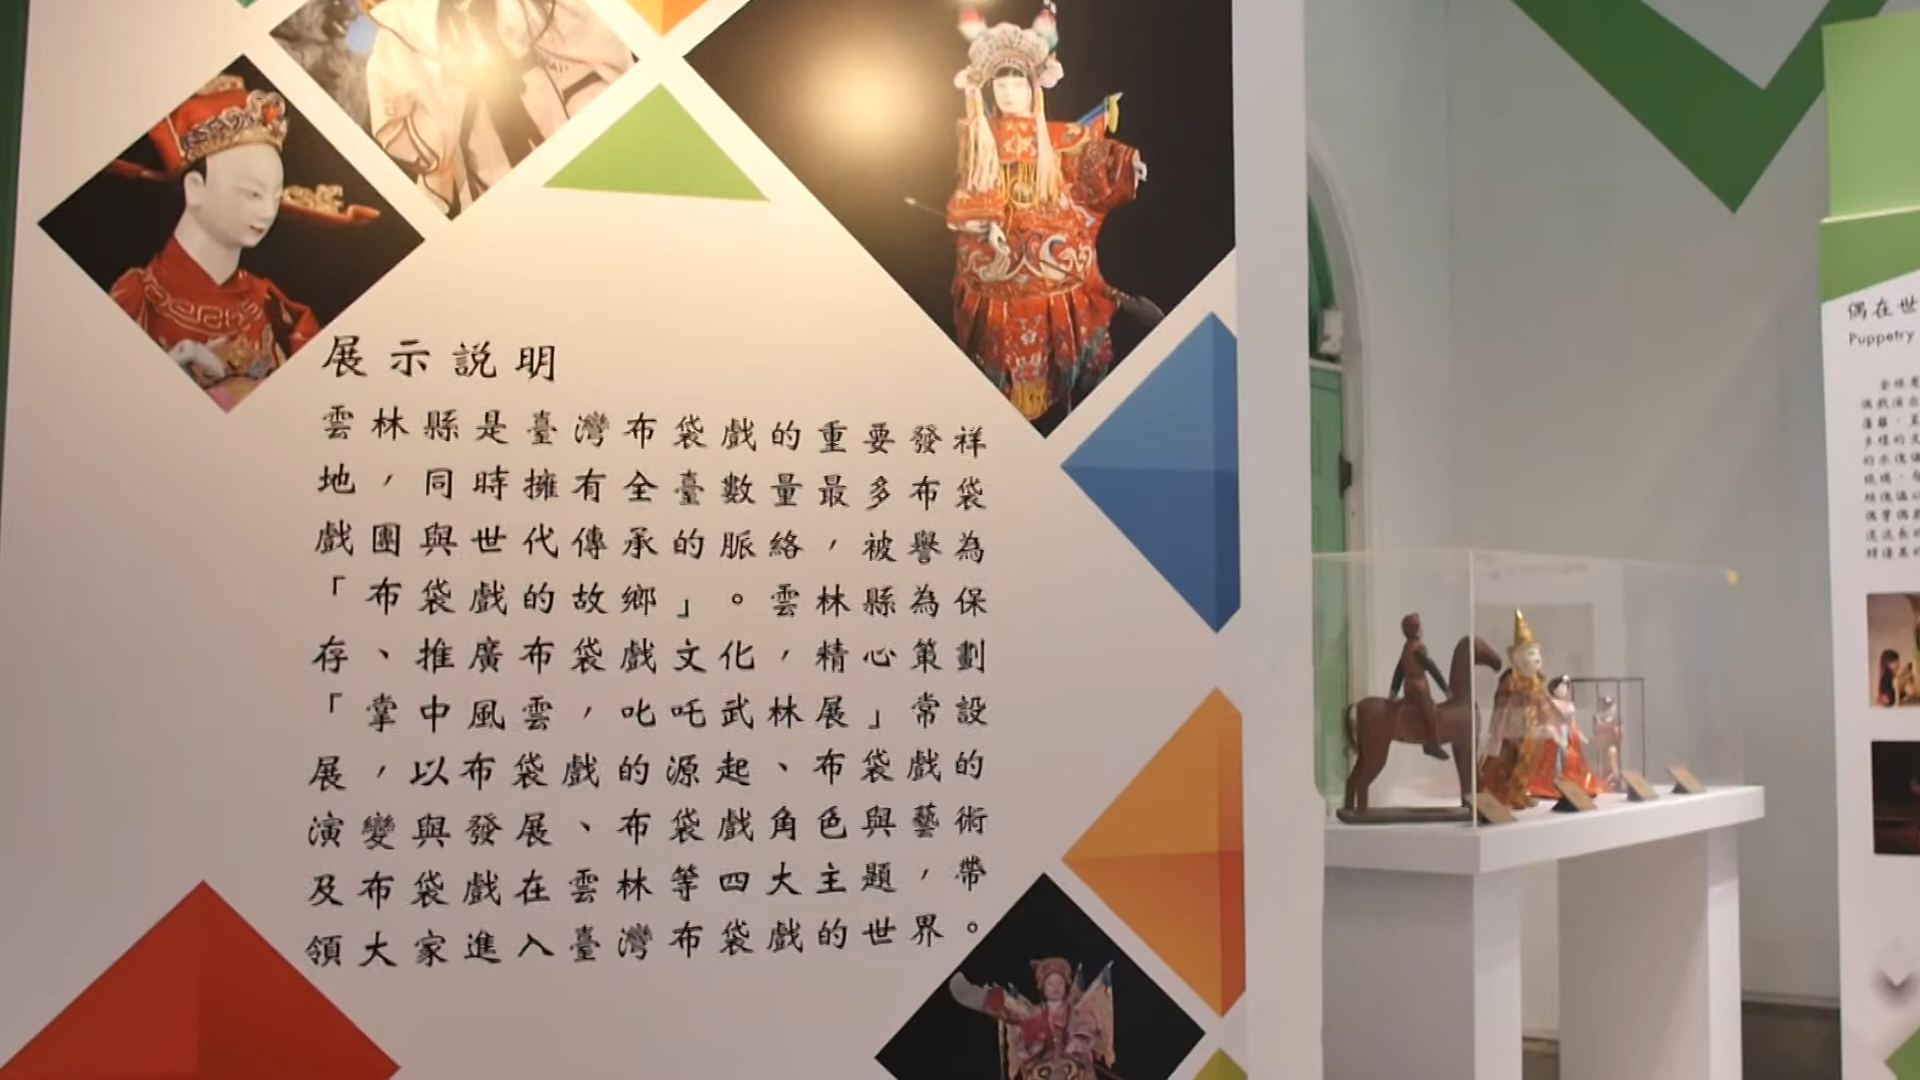 展示説明
雲林縣是臺灣布袋戲的重要發祥
地，同時擁有全臺數量最多布袋
戲團與世代傳承的脈絡，被譽為
「布袋戲的故鄉」。雲林縣為保
存、推廣布袋戲文化，精心策劃
「掌中風雲，叱吒武林展」常設
展，以布袋戲的源起、布袋戲的
演變與發展、布袋戲角色與藝術
及布袋戲在雲林等四大主題，帶
領大家進入臺灣布袋戲的世界。
偶在世
Puppetry